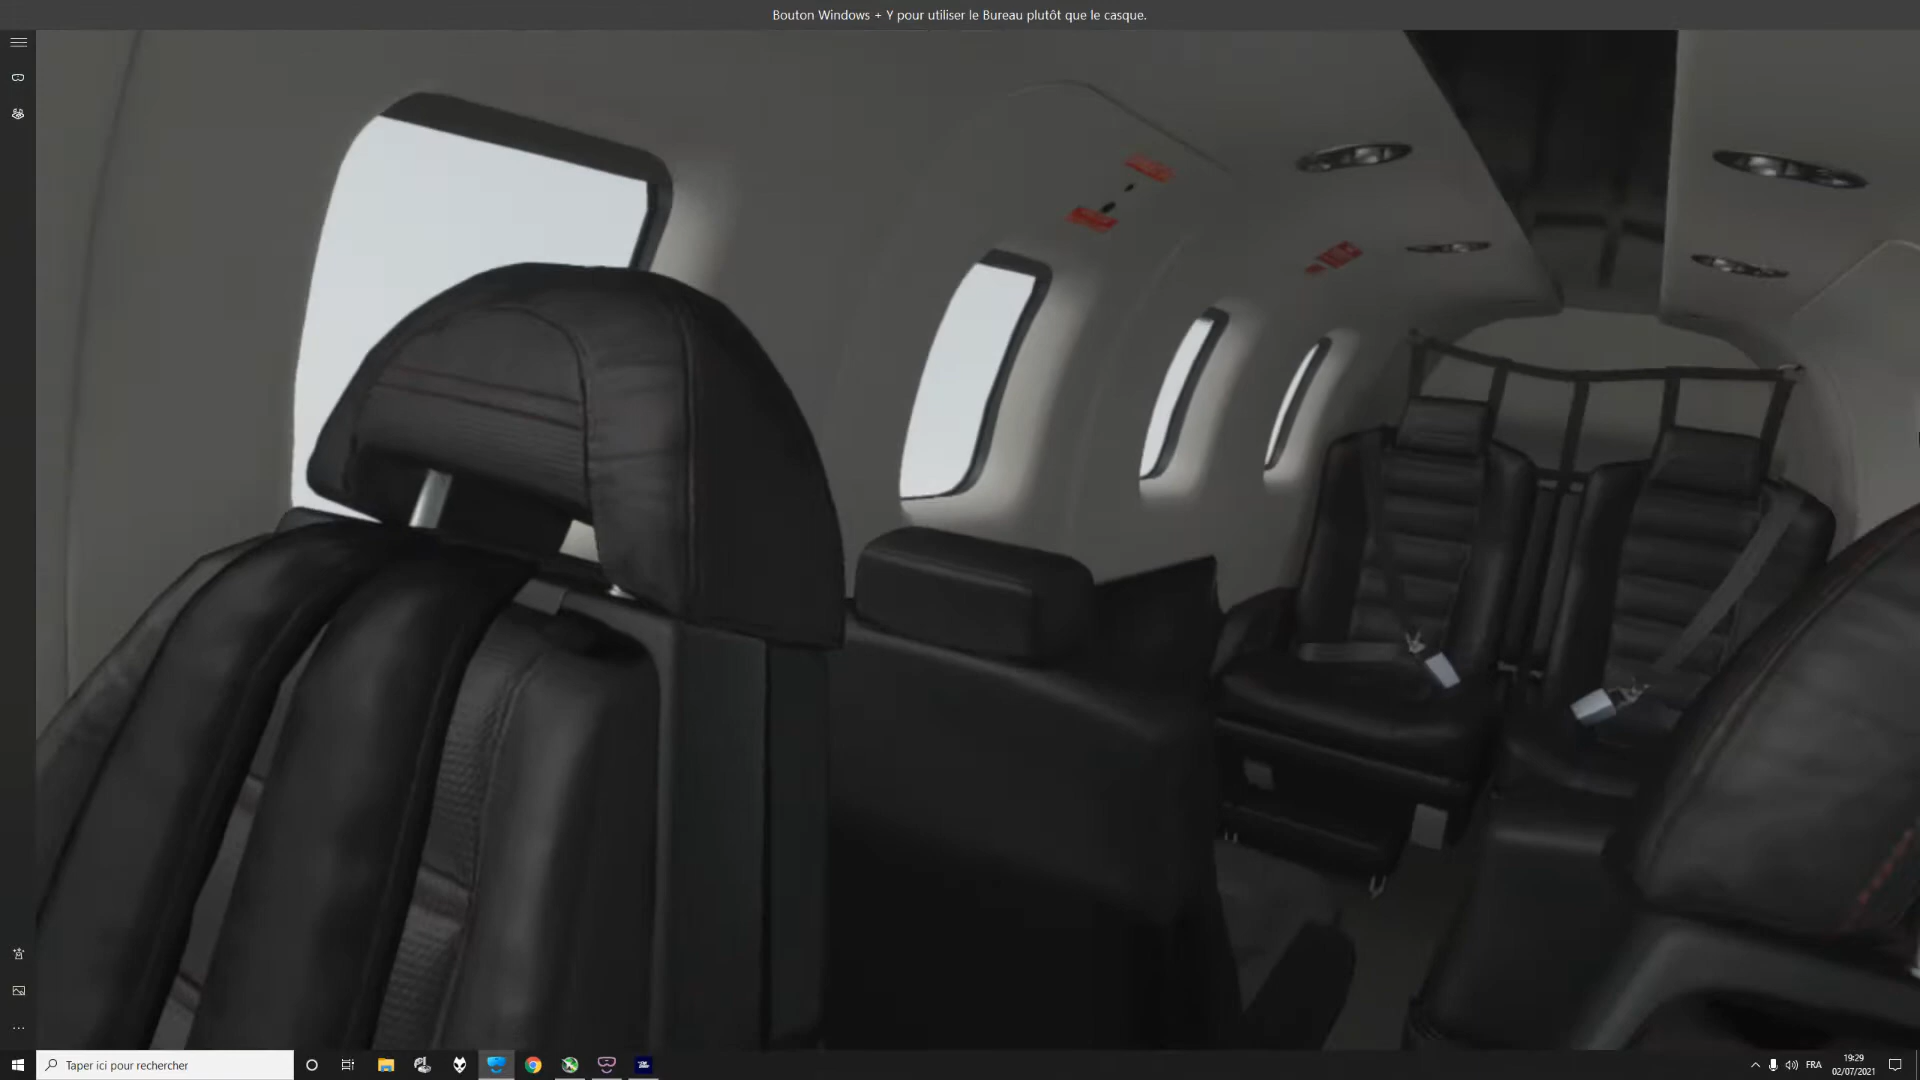 Bouton Windows + Y pour utiliser le Bureau plutôt que le casque.
Taper ici pour rechercher
FRA
19:29
02/07/2021